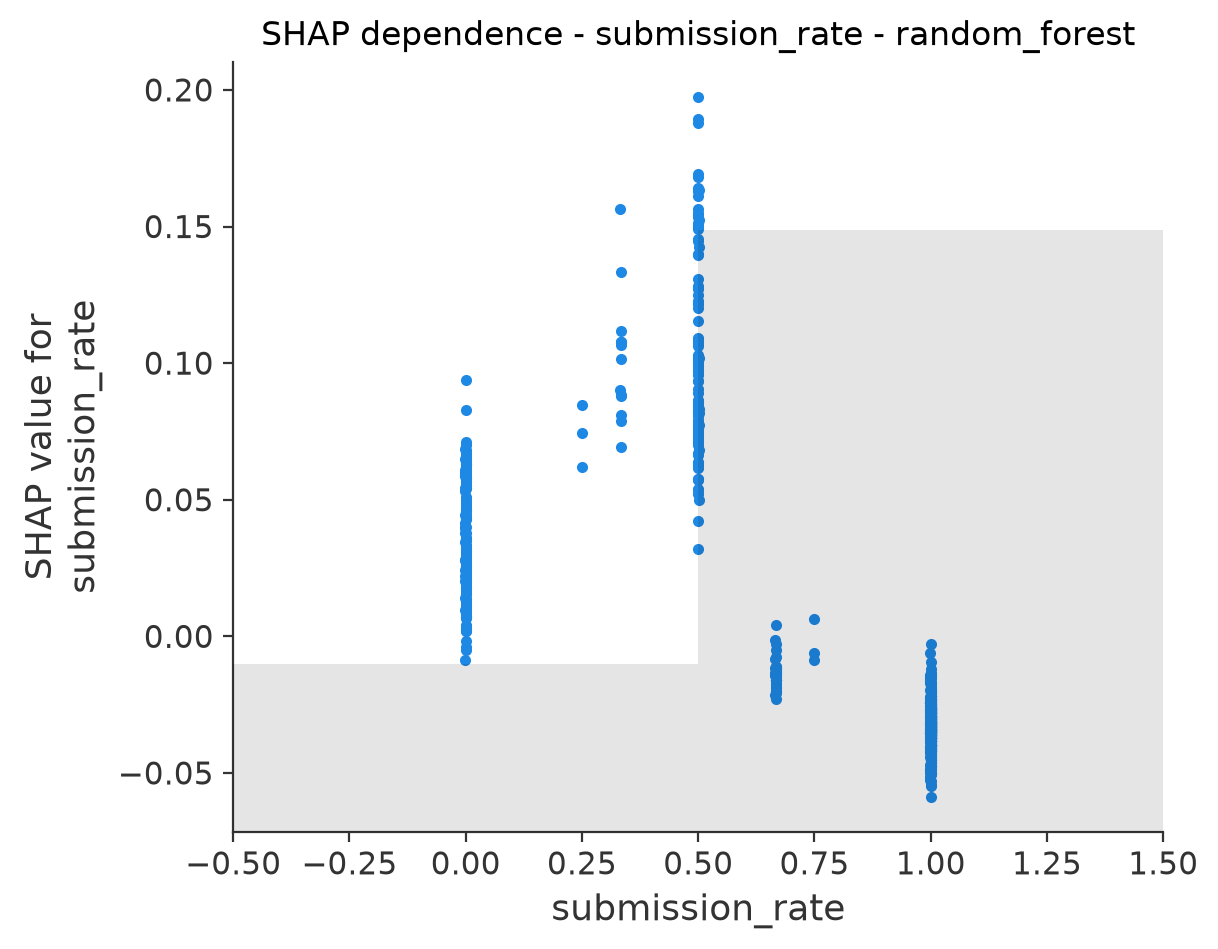 SHAP dependence - submission_rate - random_forest
SHAP value for
submission_rate
0.20
0.15
0.10
0.05
0.00
−0.05
−0.50 −0.25 0.00 0.25 0.50 0.75 1.00 1.25 1.50
submission_rate